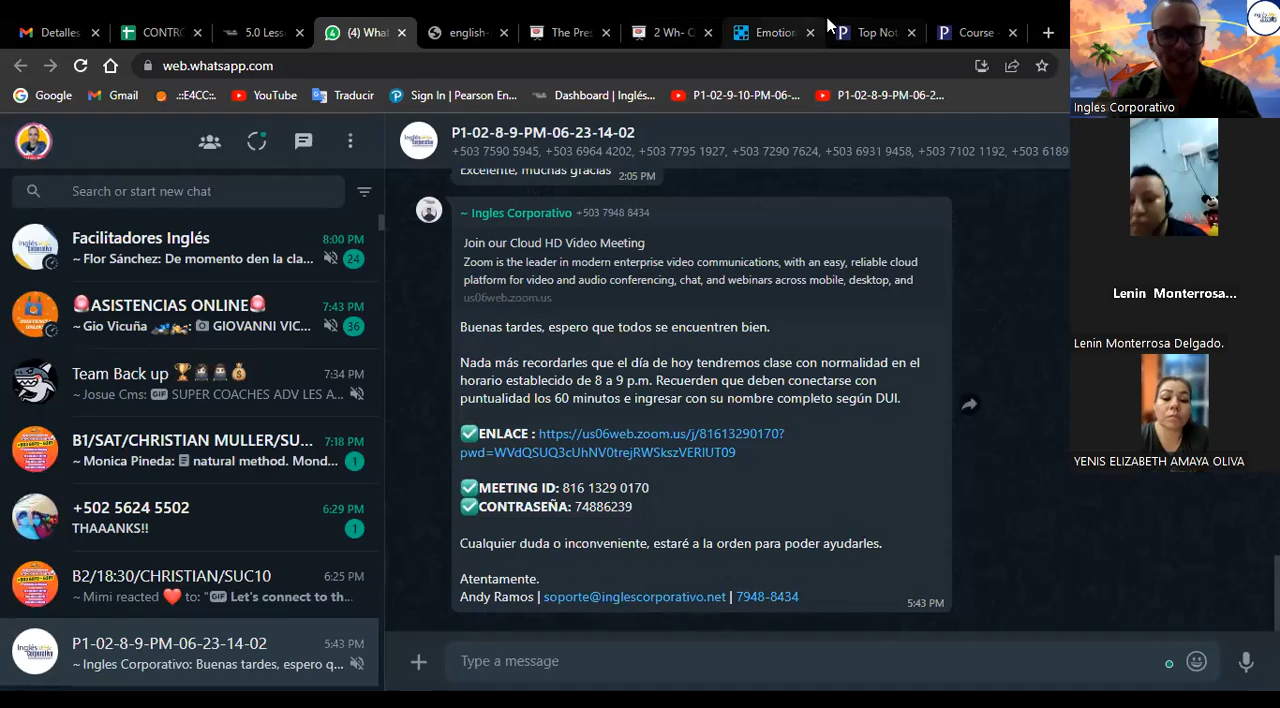 Detalles
CONTRO
5.0 Less
(4) Wha
english-
The Pres
2 Wh- C
Emotion
Top Not
Course -
web.whatsapp.com
Google
Gmail
.::E4CC::.
YouTube
Traducir
Sign In | Pearson En...
Dashboard | Inglés...
P1-02-9-10-PM-06-...
P1-02-8-9-PM-06-2...
Search or start new chat
Facilitadores Inglés
8:00 PM
~ Flor Sánchez: De momento den la cla...
24
ASISTENCIAS ONLINE
7:43 PM
~ Gio Vicuña
: GIOVANNI VIC...
36
Team Back up
7:34 PM
~ Josue Cms: GIF SUPER COACHES ADV LES A...
B1/SAT/CHRISTIAN MULLER/SU...
7:18 PM
~ Monica Pineda: Natural method. Mond...
1
+502 5624 5502
6:29 PM
THAAANKS!!
1
B2/18:30/CHRISTIAN/SUC10
6:25 PM
~ Mimi reacted ❤️ to: "GIF Let's connect to th...
P1-02-8-9-PM-06-23-14-02
5:43 PM
~ Ingles Corporativo: Buenas tardes, espero q...
P1-02-8-9-PM-06-23-14-02
+503 7590 5945, +503 6964 4202, +503 7795 1927, +503 7290 7624, +503 6931 9458, +503 7102 1192, +503 6189
Excelente, muchas gracias
2:05 PM
~ Ingles Corporativo +503 7948 8434
Join our Cloud HD Video Meeting
Zoom is the leader in modern enterprise video communications, with an easy, reliable cloud
platform for video and audio conferencing, chat, and webinars across mobile, desktop, and
us06web.zoom.us
Buenas tardes, espero que todos se encuentren bien.
Nada más recordarles que el día de hoy tendremos clase con normalidad en el
horario establecido de 8 a 9 p.m. Recuerden que deben conectarse con
puntualidad los 60 minutos e ingresar con su nombre completo según DUI.
✅ENLACE : https://us06web.zoom.us/j/81613290170?
pwd=WVdQSUQ3cUhNV0trejRWSkszVERIUT09
✅MEETING ID: 816 1329 0170
✅CONTRASEÑA: 74886239
Cualquier duda o inconveniente, estaré a la orden para poder ayudarles.
Atentamente.
Andy Ramos | soporte@inglescorporativo.net | 7948-8434
5:43 PM
Type a message
Ingles Corporativo
Lenin Monterrosa...
Lenin Monterrosa Delgado.
YENIS ELIZABETH AMAYA OLIVA